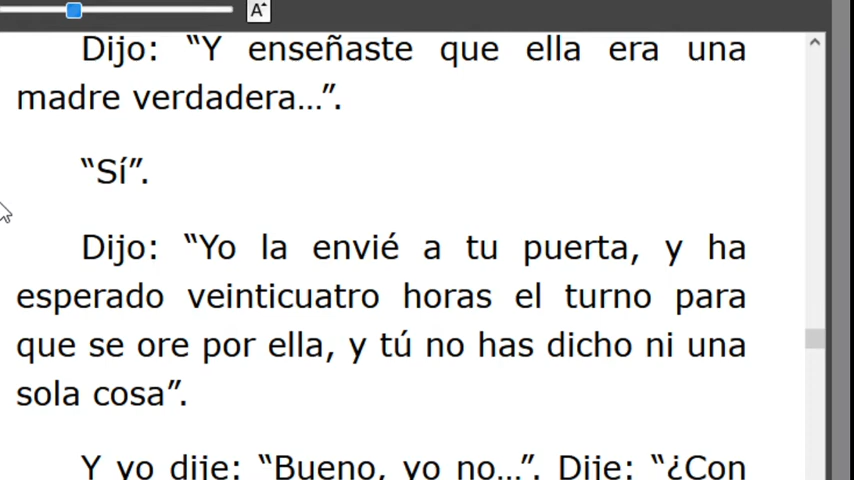 A
Dijo: “Y enseñaste que ella era una
madre verdadera…”.
“Sí”.
Dijo: “Yo la envié a tu puerta, y ha
esperado veinticuatro horas el turno para
que se ore por ella, y tú no has dicho ni una
sola cosa”.
Y yo dije: “Bueno, yo no…”. Dije: “¿Con